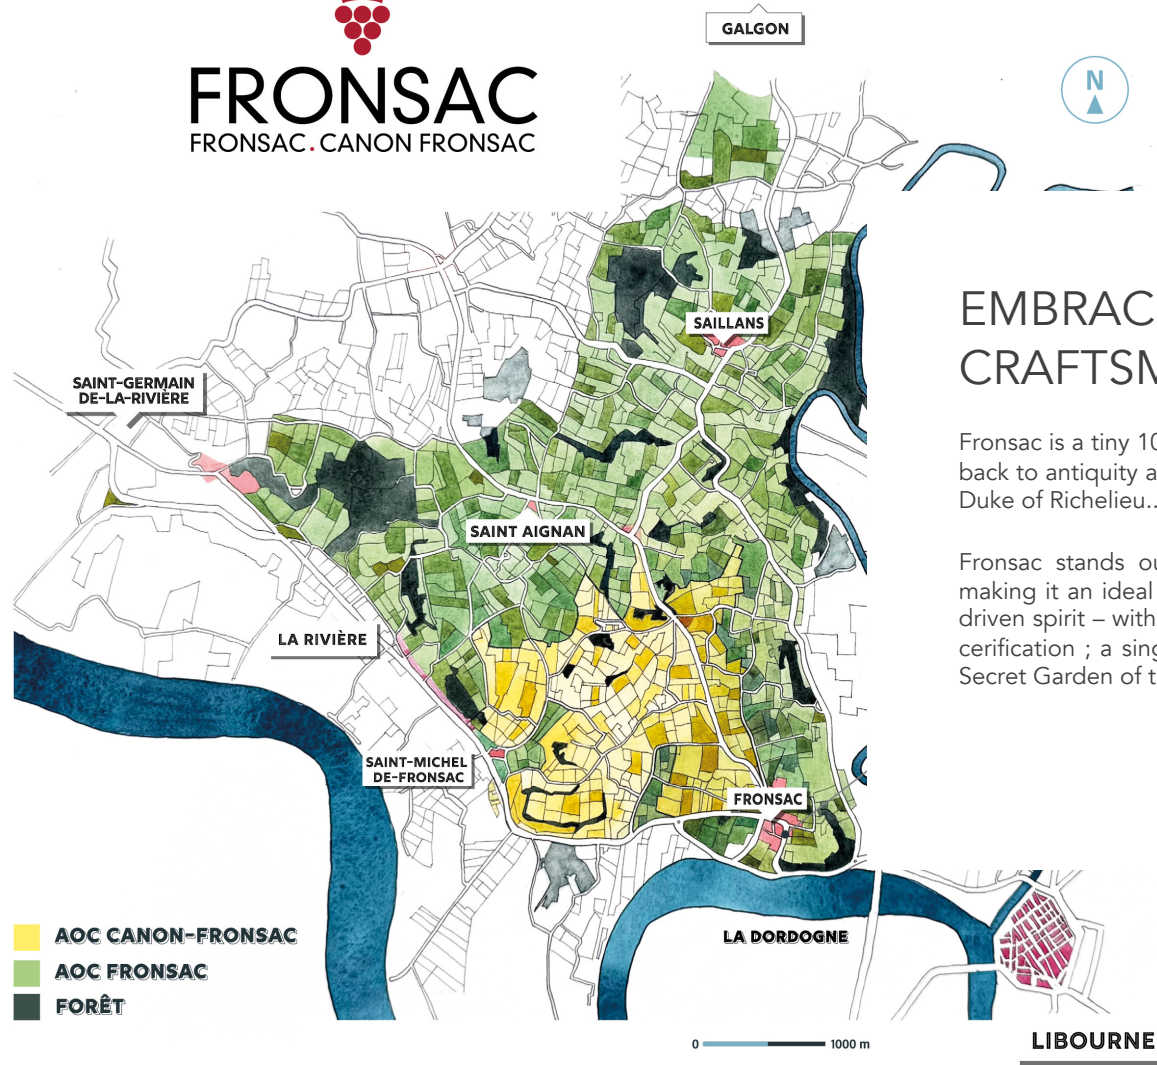 GALGON
N
FRONSAC
FRONSAC.CANON FRONSAC
EMBRAC
CRAFTSM
SAILLANS
SAINT-GERMAIN
DE-LA-RIVIÈRE
Fronsac is a tiny 10
back to antiquity a
Duke of Richelieu..
SAINT AIGNAN
Fronsac stands ou
making it an ideal
driven spirit – with
cerification ; a sing
Secret Garden of t
LA RIVIÈRE
SAINT-MICHEL
DE-FRONSAC
FRONSAC
AOC CANON-FRONSAC
AOC FRONSAC
FORÊT
LA DORDOGNE
0 1000 m
LIBOURNE